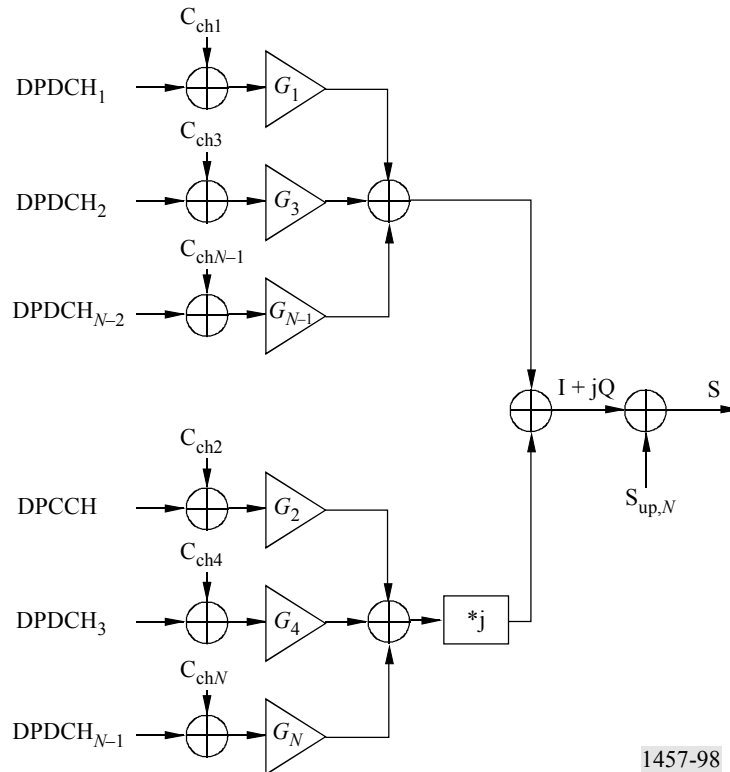 C_ch1
DPDCH_1
G_1
C_ch3
DPDCH_2
G_3
C_chN–1
DPDCH_N–2
G_N–1
I + jQ
S
S_up,N
C_ch2
DPCCH
G_2
C_ch4
DPDCH_3
G_4
*j
C_chN
DPDCH_N–1
G_N
1457-98